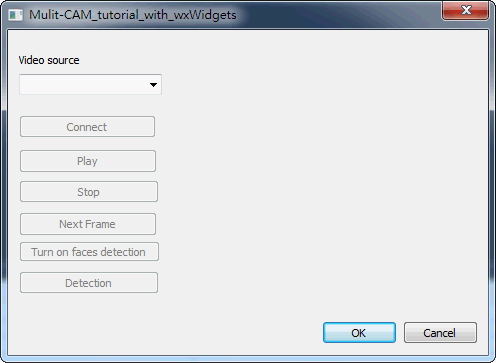 Mulit-CAM_tutorial_with_wxWidgets
Video source
Connect
Play
Stop
Next Frame
Turn on faces detection
Detection
OK
Cancel